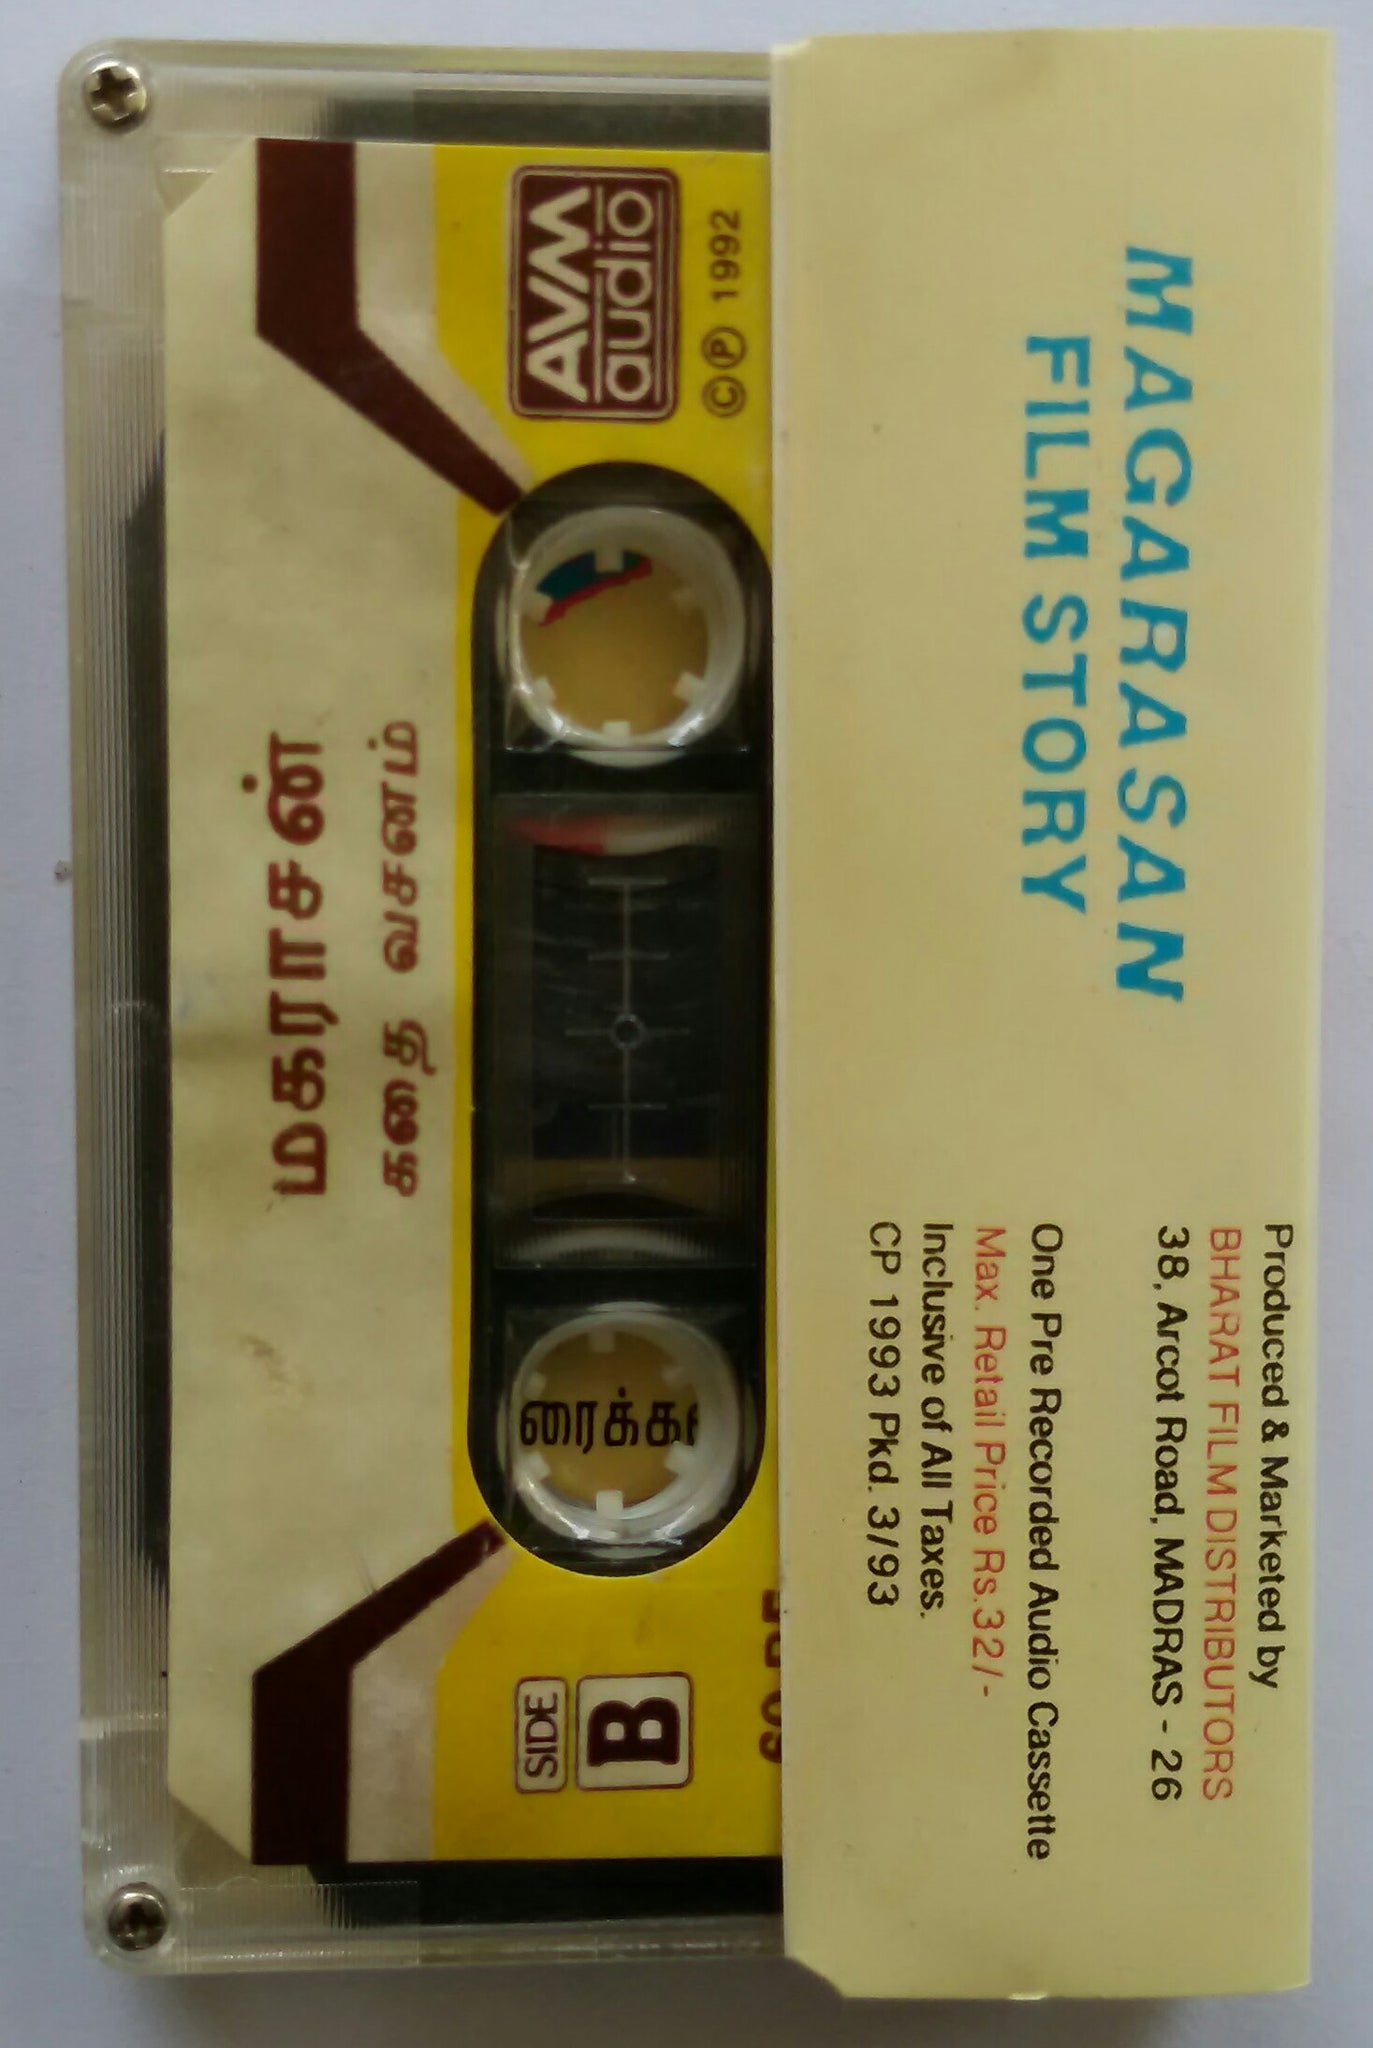 மகராசன்
கதை வசனம்
AVM
audio
© ℗ 1992
SIDE
B
ரைக்க
MAGARASAN
FILM STORY
Produced & Marketed by
BHARAT FILM DISTRIBUTORS
38, Arcot Road, MADRAS - 26
One Pre Recorded Audio Cassette
Max. Retail Price Rs.32/-
Inclusive of All Taxes.
CP 1993 Pkd. 3/93